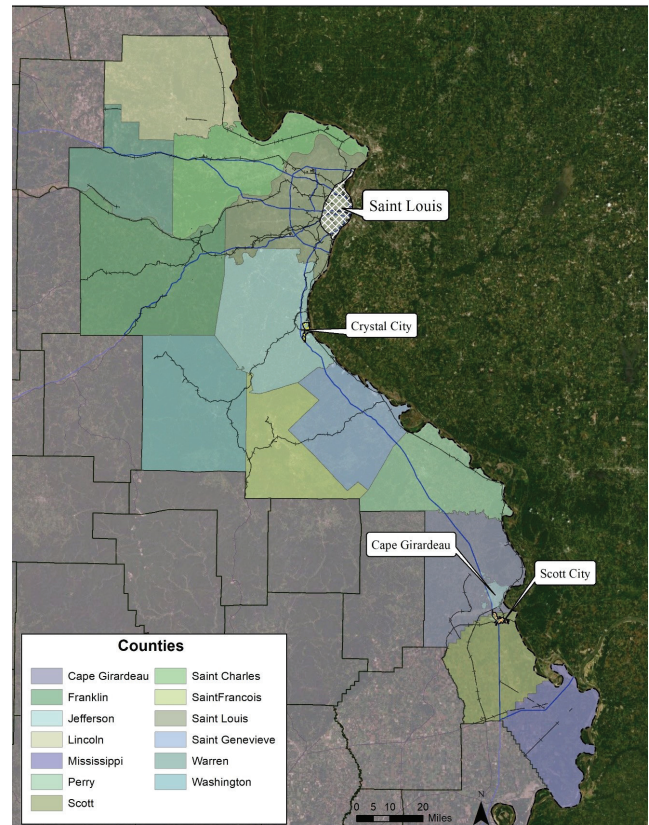 Saint Louis
Crystal City
Cape Girardeau
Scott City
Counties
Cape Girardeau
Franklin
Jefferson
Lincoln
Mississippi
Perry
Scott
Saint Charles
SaintFrancois
Saint Louis
Saint Genevieve
Warren
Washington
N
0 5 10 20
Miles